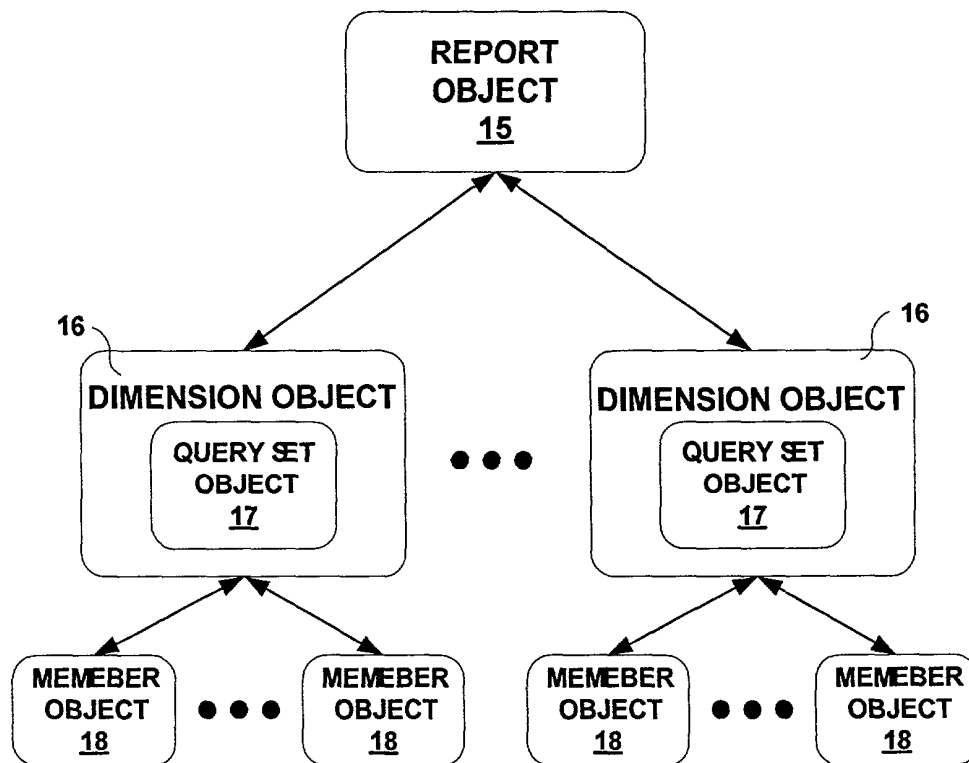 REPORT
OBJECT
15
16
16
DIMENSION OBJECT
QUERY SET
OBJECT
17
DIMENSION OBJECT
QUERY SET
OBJECT
17
MEMEBER
OBJECT
18
MEMEBER
OBJECT
18
MEMEBER
OBJECT
18
MEMEBER
OBJECT
18